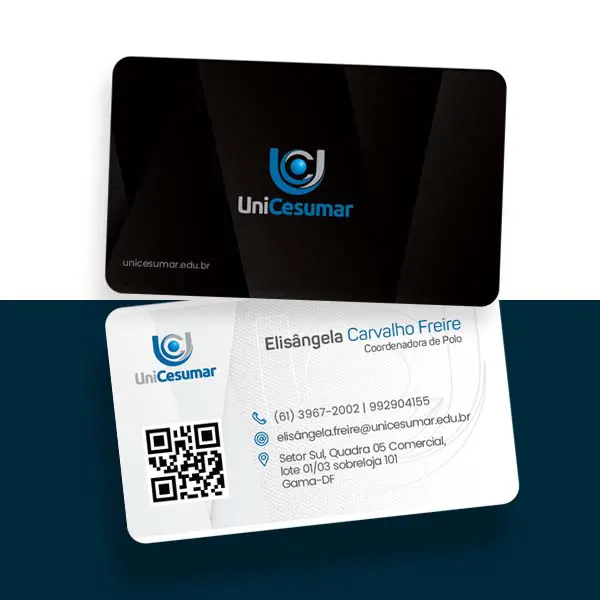 UniCesumar
unicesumar.edu.br
Elisângela Carvalho Freire
Coordenadora de Polo
UniCesumar
(61) 3967-2002 | 992904155
elisângela.freire@unicesumar.edu.br
Setor Sul, Quadra 05 Comercial,
lote 01/03 sobreloja 101
Gama-DF